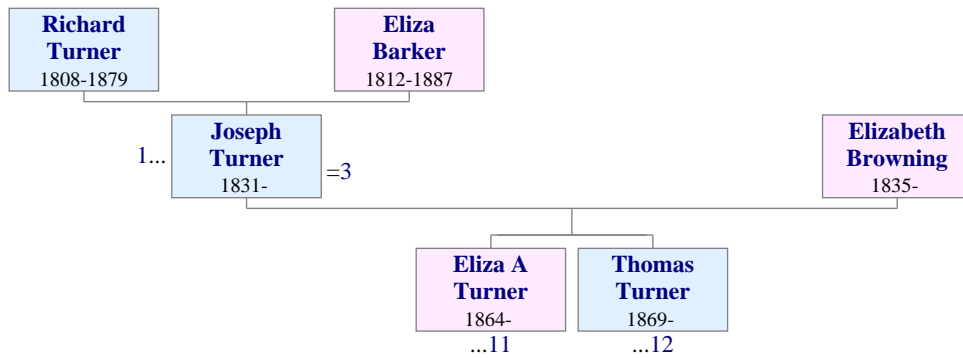 Richard
Turner
1808-1879
Eliza
Barker
1812-1887
1...
Joseph
Turner
1831-
=3
Elizabeth
Browning
1835-
Eliza A
Turner
1864-
...11
Thomas
Turner
1869-
...12